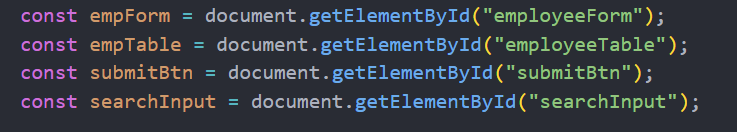 const empForm = document.getElementById("employeeForm");
const empTable = document.getElementById("employeeTable");
const submitBtn = document.getElementById("submitBtn");
const searchInput = document.getElementById("searchInput");